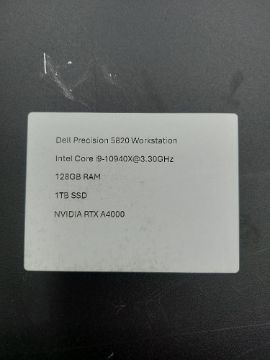 Dell Precision 5820 Workstation
Intel Core i9-10940X@3.30GHz
128GB RAM
1TB SSD
NVIDIA RTX A4000